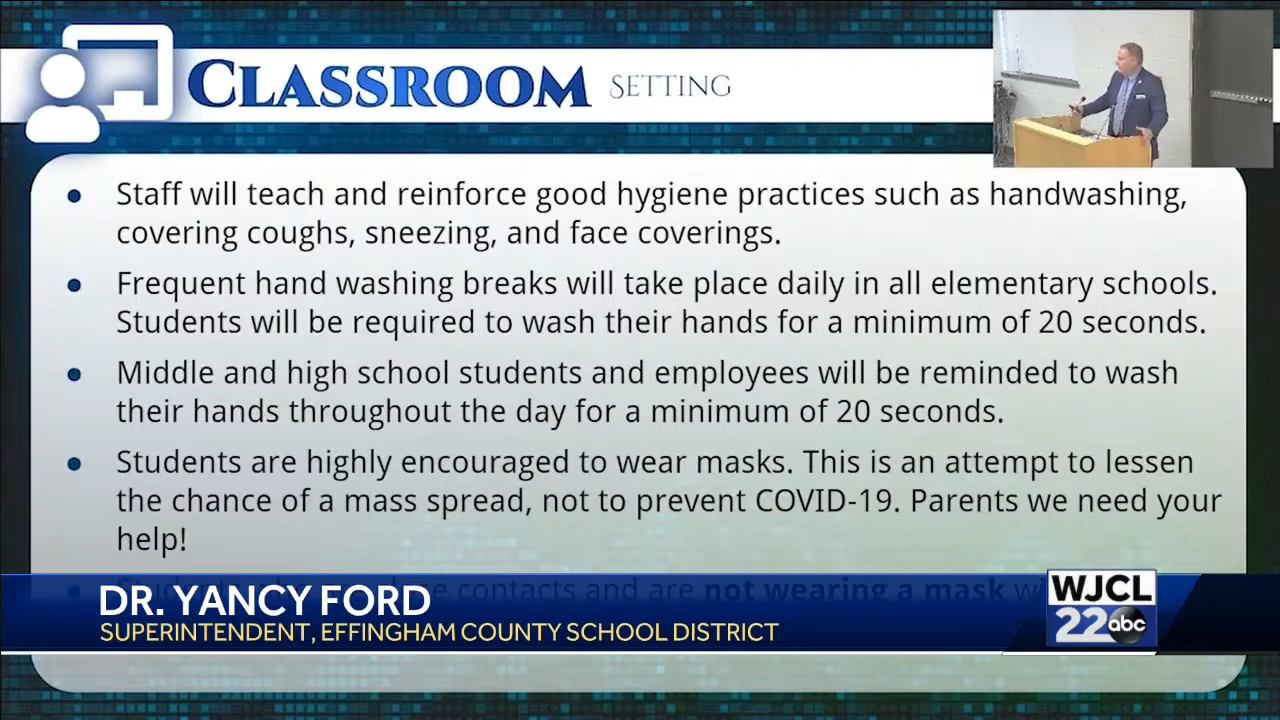 CLASSROOM SETTING
• Staff will teach and reinforce good hygiene practices such as handwashing,
covering coughs, sneezing, and face coverings.
• Frequent hand washing breaks will take place daily in all elementary schools.
Students will be required to wash their hands for a minimum of 20 seconds.
• Middle and high school students and employees will be reminded to wash
their hands throughout the day for a minimum of 20 seconds.
• Students are highly encouraged to wear masks. This is an attempt to lessen
the chance of a mass spread, not to prevent COVID-19. Parents we need your
help!
contacts and are not wearing a mask
DR. YANCY FORD
SUPERINTENDENT, EFFINGHAM COUNTY SCHOOL DISTRICT
WJCL
22 abc